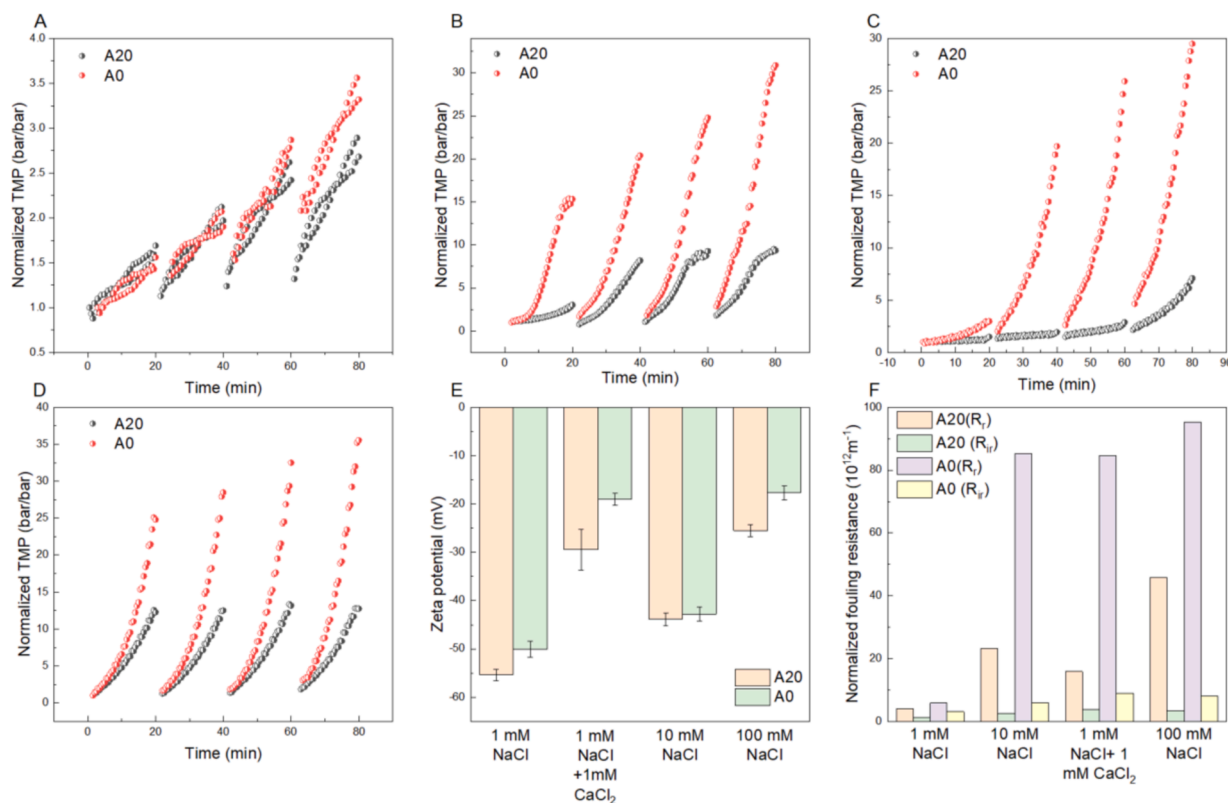 A
4.0
3.5
3.0
2.5
2.0
1.5
1.0
0.5
Normalized TMP (bar/bar)
A20
A0
0
20
40
60
80
Time (min)
B
30
25
20
15
10
5
0
Normalized TMP (bar/bar)
A20
A0
0
20
40
60
80
Time (min)
C
30
25
20
15
10
5
0
Normalized TMP (bar/bar)
A20
A0
-10
0
10
20
30
40
50
60
70
80
90
Time (min)
D
40
35
30
25
20
15
10
5
0
Normalized TMP (bar/bar)
A20
A0
0
20
40
60
80
Time (min)
E
0
-10
-20
-30
-40
-50
-60
Zeta potential (mV)
A20
A0
1 mM
NaCl
1 mM
NaCl
+1mM
CaCl₂
10 mM
NaCl
100 mM
NaCl
F
100
80
60
40
20
0
Normalized fouling resistance (10¹²m⁻¹)
A20(Rᵣ)
A20 (Rᵢᵣ)
A0(Rᵣ)
A0 (Rᵢᵣ)
1 mM
NaCl
10 mM
NaCl
1 mM
NaCl+ 1
mM CaCl₂
100 mM
NaCl